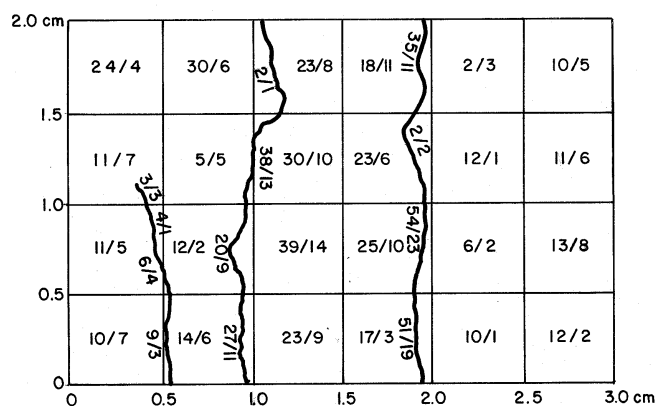 2.0 cm
24/4 30/6 2/1 23/8 18/11 35/11 2/3 10/5
1.5
11/7 5/5 38/13 30/10 23/6 2/2 12/1 11/6
1.0
3/3 4/1
11/5 6/4 12/2 20/9 39/14 25/10 54/23 6/2 13/8
0.5
10/7 9/3 14/6 27/11 23/9 17/3 51/19 10/1 12/2
0
0 0.5 1.0 1.5 2.0 2.5 3.0 cm